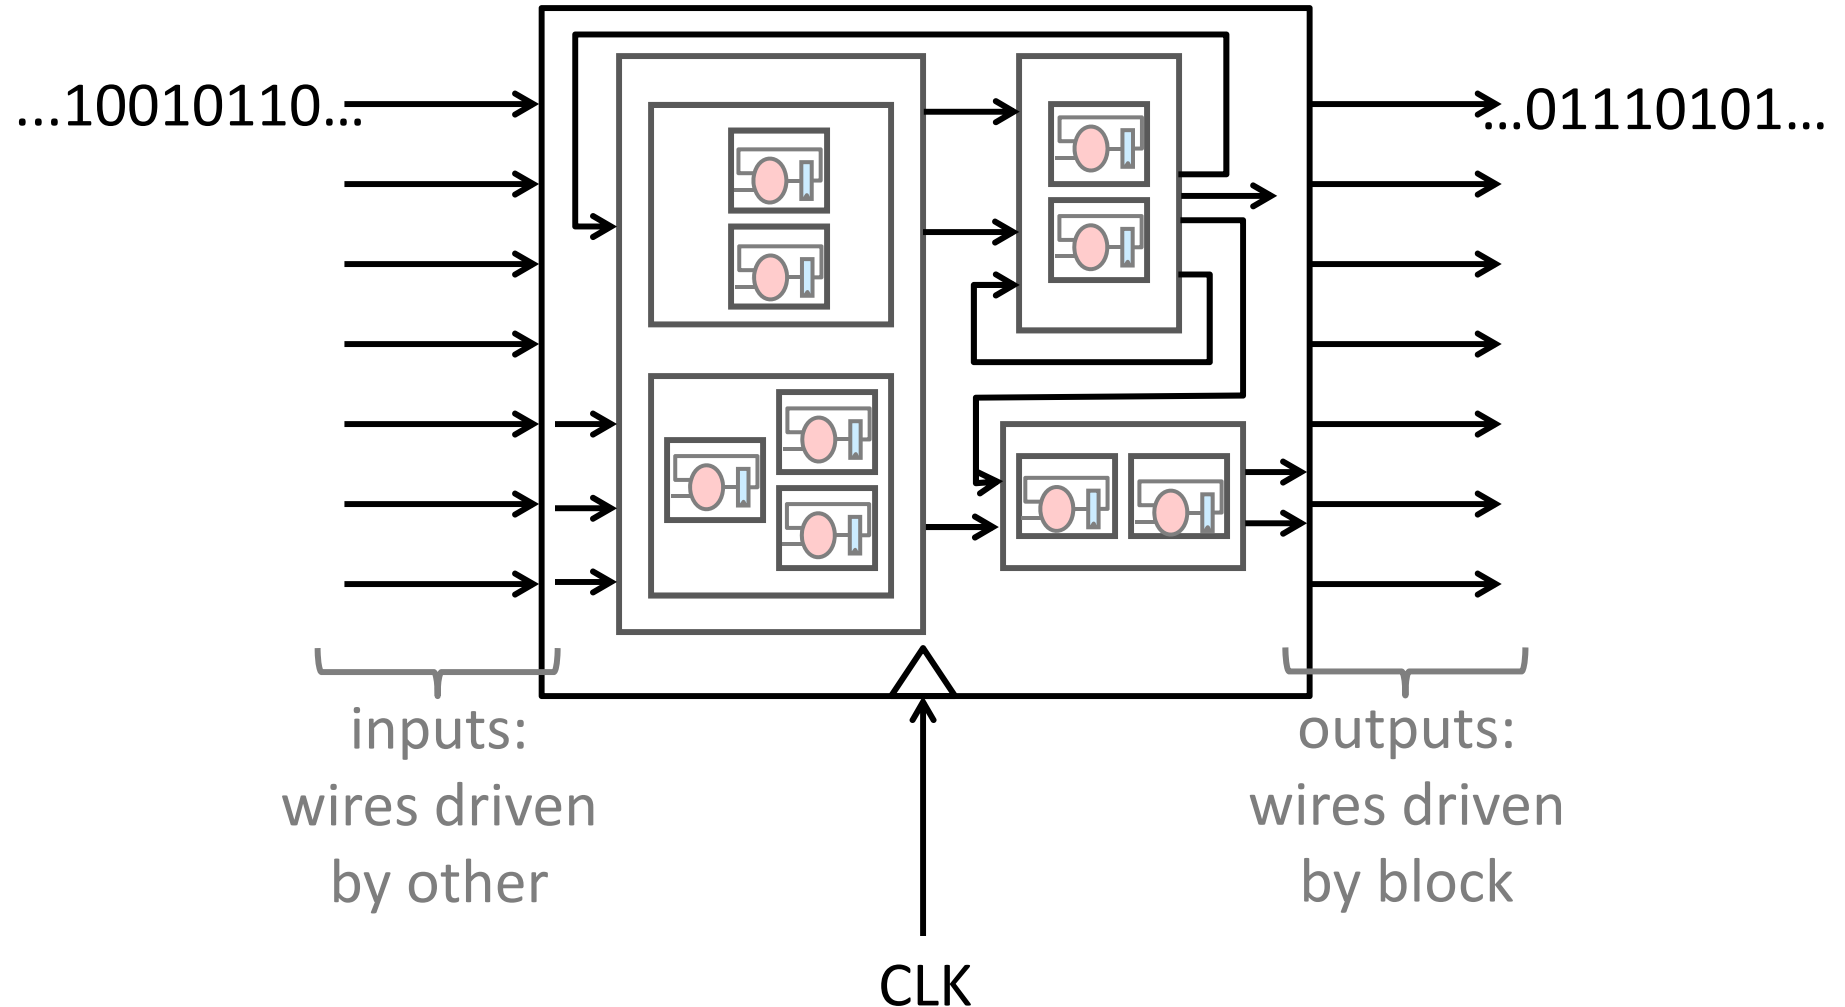 ...10010110...
...01110101...
inputs:
wires driven
by other
outputs:
wires driven
by block
CLK